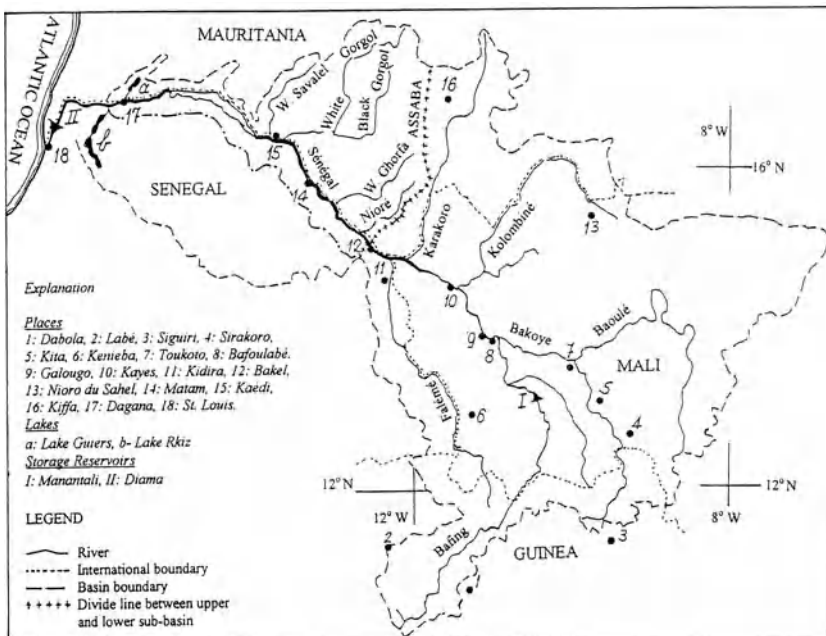 MAURITANIA
ATLANTIC OCEAN
W. Savalel
Gorgol
White
Black
Gorgol
ASSABA
16
8° W
16° N
a
II
17
b
18
15
SENEGAL
Sénégal
14
W. Ghorfa
Nioré
12
11
Karakoro
Kolombiné
13
10
9
8
Bakoye
Baoulé
7
MALI
5
4
I
6
Falémé
12° N
12° W
12° N
8° W
2
Bafing
GUINEA
3
Explanation
Places
1: Dabola, 2: Labé, 3: Siguiri, 4: Sirakoro,
5: Kita, 6: Kenieba, 7: Toukoto, 8: Bafoulabé.
9: Galougo, 10: Kayes, 11: Kidira, 12: Bakel,
13: Nioro du Sahel, 14: Matam, 15: Kaedi,
16: Kiffa, 17: Dagana, 18: St. Louis.
Lakes
a: Lake Guiers, b- Lake Rkiz
Storage Reservoirs
I: Manantali, II: Diama
LEGEND
River
International boundary
Basin boundary
Divide line between upper
and lower sub-basin